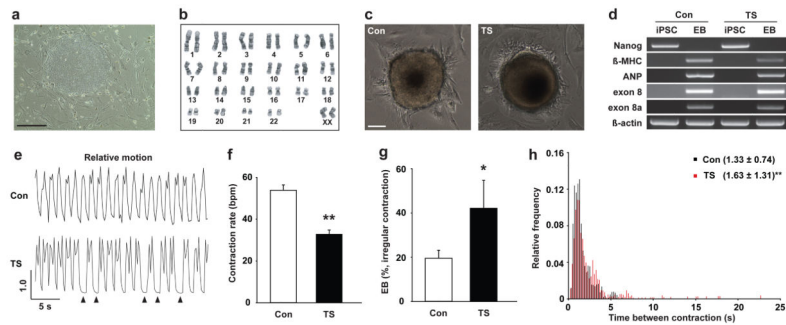 a
b
1 2 3 4 5 6
7 8 9 10 11 12
13 14 15 16 17 18
19 20 21 22 XX
c
Con
TS
d
Con TS
iPSC EB iPSC EB
Nanog
ß-MHC
ANP
exon 8
exon 8a
ß-actin
e
Relative motion
Con
TS
1.0
5 s
f
Contraction rate (bpm)
80
60
40
20
0
**
Con TS
g
EB (%, irregular contraction)
60
40
20
0
*
Con TS
h
Con (1.33 ± 0.74)
TS (1.63 ± 1.31)**
Relative frequency
0.16
0.12
0.08
0.04
0
0 5 10 15 20 25
Time between contraction (s)